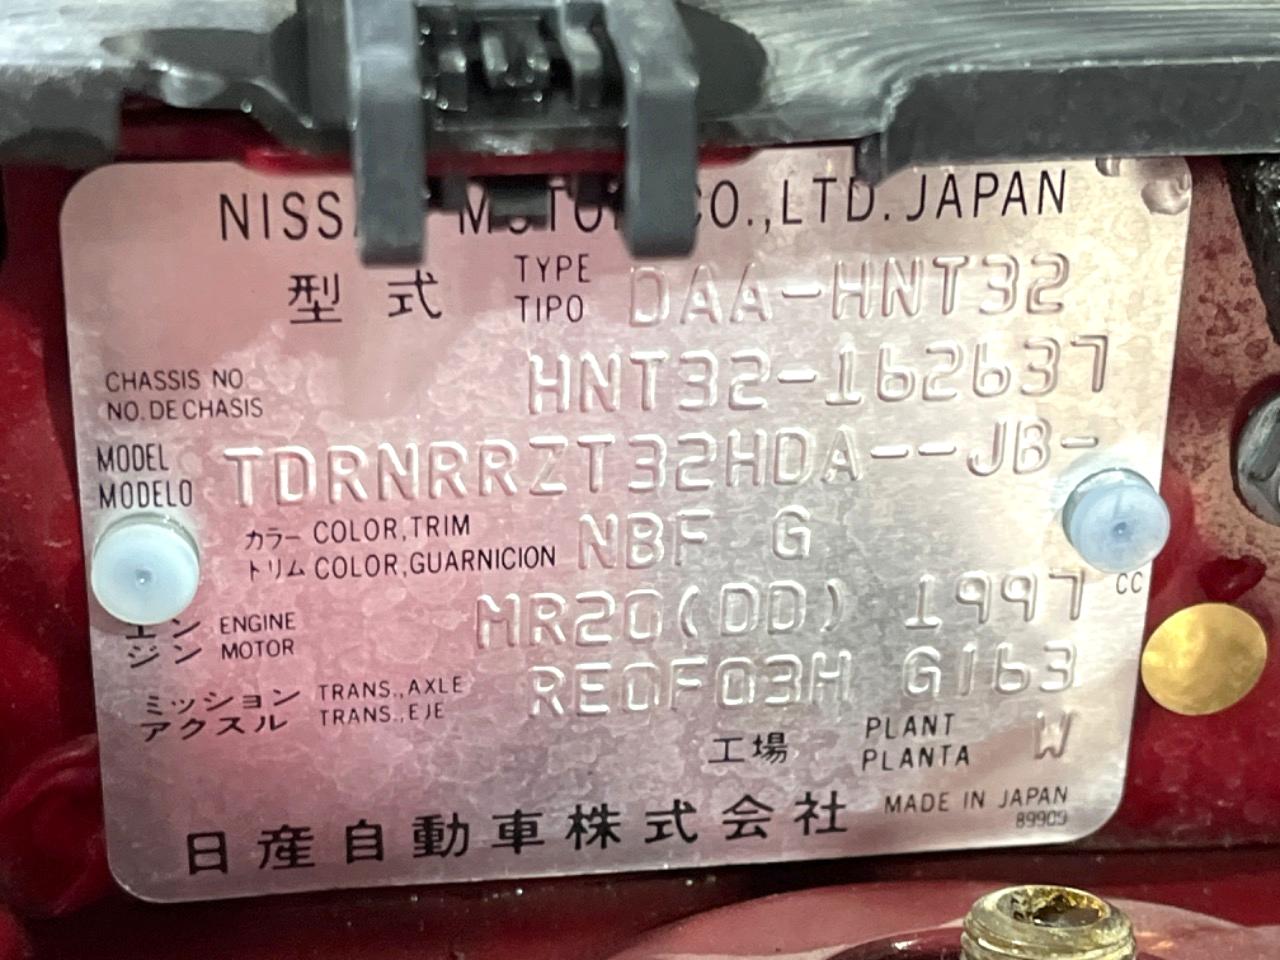 NISSAN MOTOR CO.,LTD. JAPAN
型式 TYPE TIPO DAA-HNT32
CHASSIS NO. NO. DE CHASIS HNT32-162637
MODEL MODELO TDRNRRZT32HDA--JB-
カラー COLOR,TRIM NBF G
トリム COLOR,GUARNICION
エンジン ENGINE MOTOR MR20(DD) 1997 CC
ミッション TRANS.,AXLE RE0F03H G163
アクスル TRANS.,EJE
工場 PLANT PLANTA W
日産自動車株式会社 MADE IN JAPAN
89909